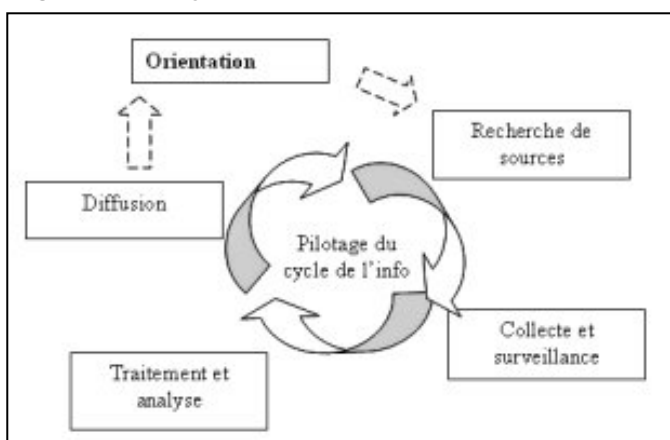 Orientation
Recherche de
sources
Diffusion
Pilotage du
cycle de l'info
Collecte et
surveillance
Traitement et
analyse